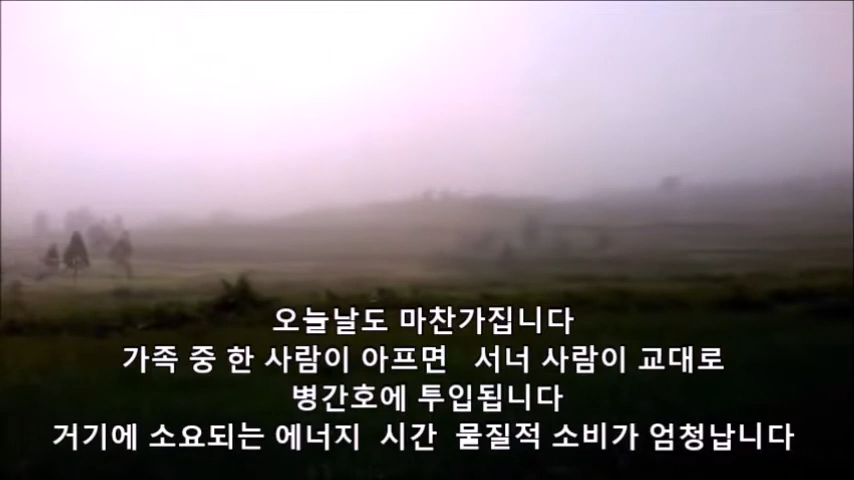 오늘날도 마찬가집니다
가족 중 한 사람이 아프면 서너 사람이 교대로
병간호에 투입됩니다
거기에 소요되는 에너지 시간 물질적 소비가 엄청납니다